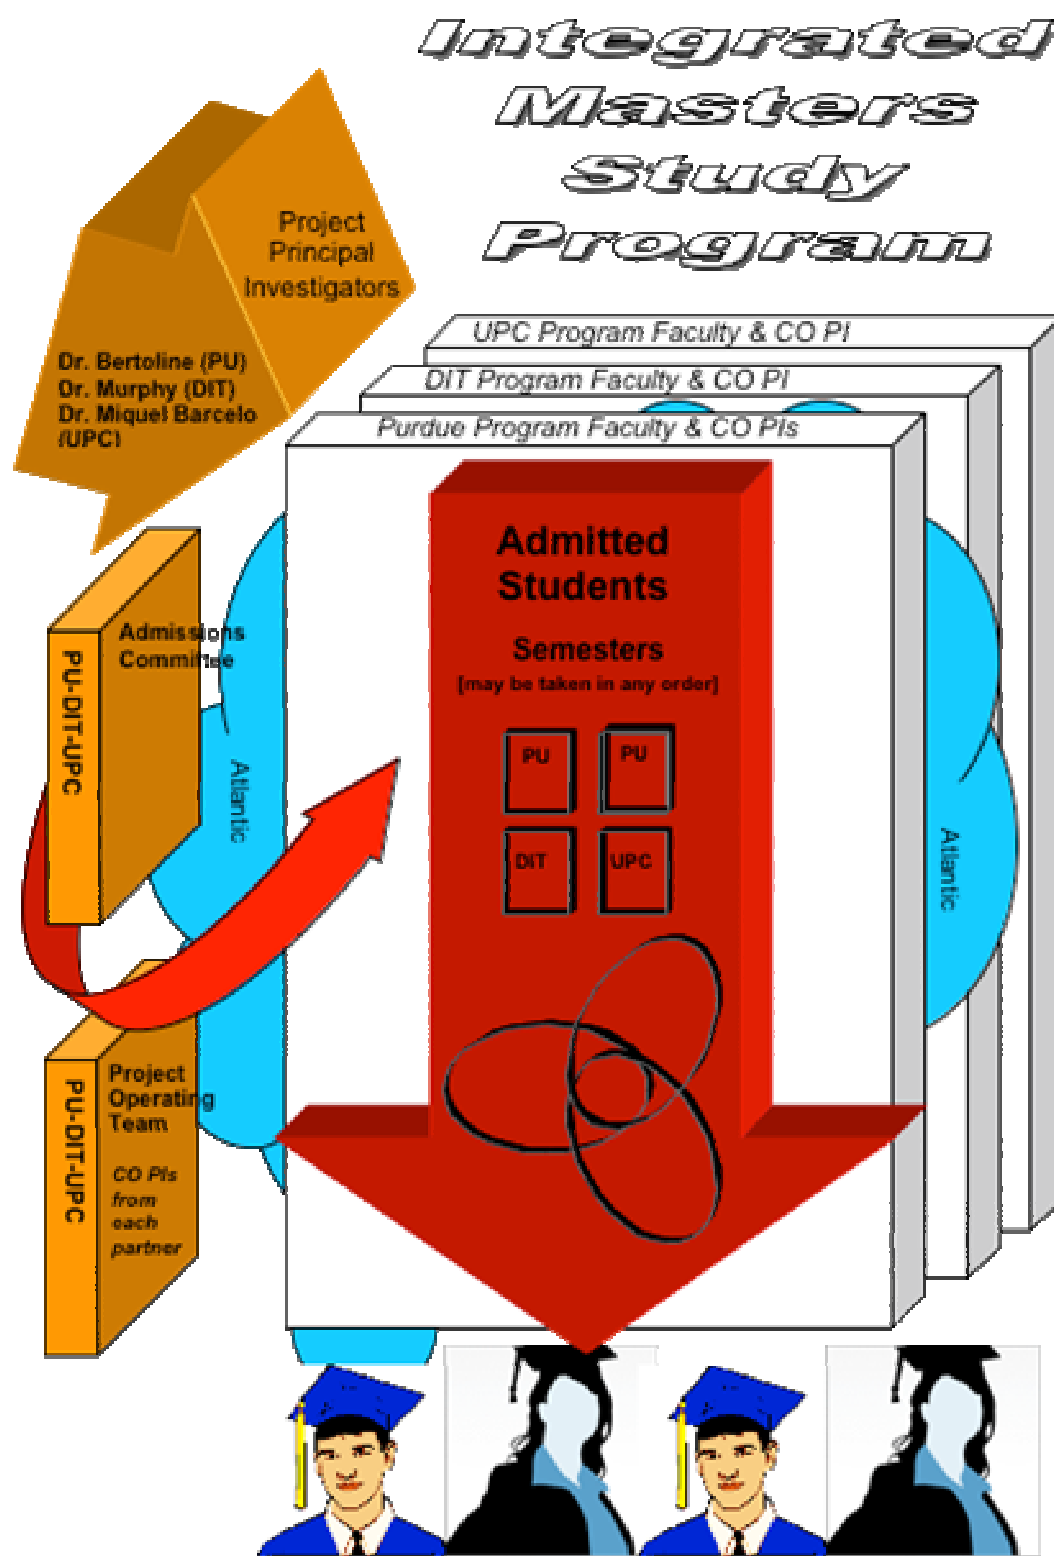 Integrated
Masters
Study
Program
Project
Principal
Investigators
Dr. Bertoline (PU)
Dr. Murphy (DIT)
Dr. Miquel Barcelo
(UPC)
UPC Program Faculty & CO PI
DIT Program Faculty & CO PI
Purdue Program Faculty & CO PIs
Admitted
Students
Semesters
[may be taken in any order]
PU
PU
DIT
UPC
Admissions
Committee
PU-DIT-UPC
Atlantic
Atlantic
Project
Operating
Team
CO PIs
from
each
partner
PU-DIT-UPC